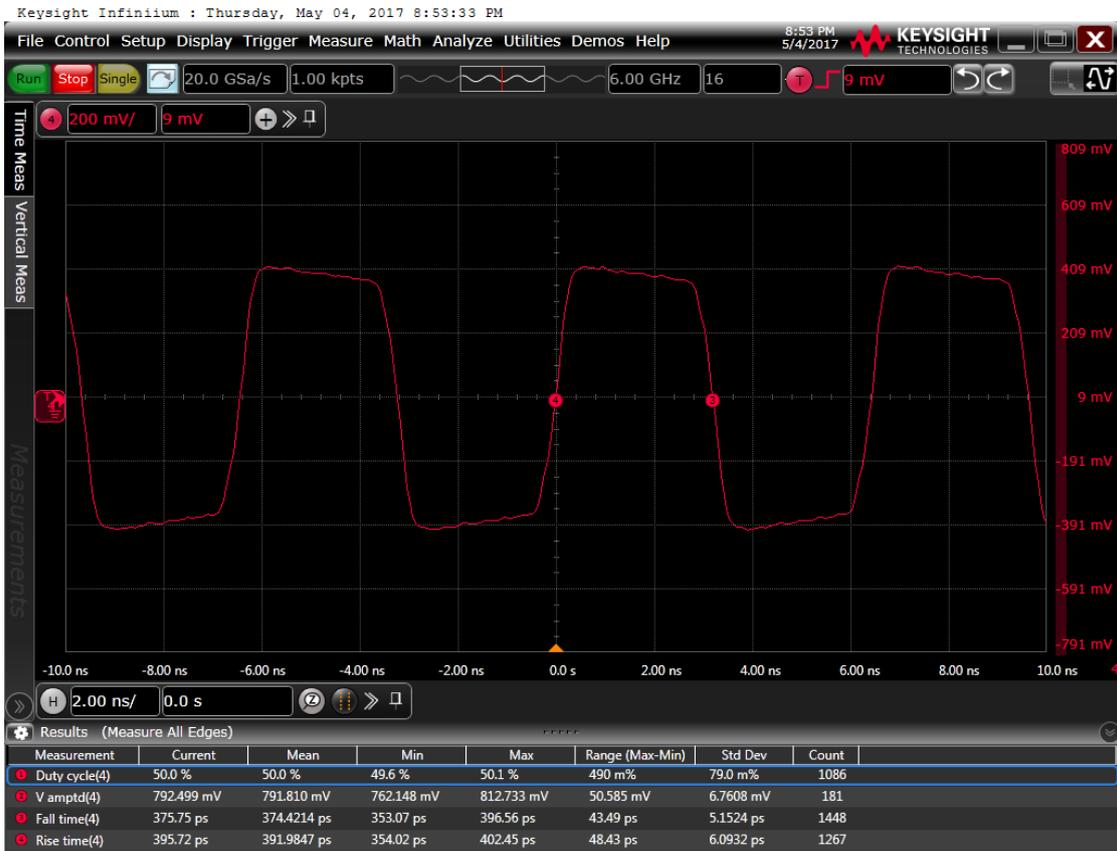 Keysight Infiniium : Thursday, May 04, 2017 8:53:33 PM
File Control Setup Display Trigger Measure Math Analyze Utilities Demos Help
8:53 PM
5/4/2017
KEYSIGHT
TECHNOLOGIES
X
Run Stop Single 20.0 GSa/s 1.00 kpts 6.00 GHz 16 T 9 mV
4 200 mV/ 9 mV
Time Meas
Vertical Meas
Measurements
809 mV
609 mV
409 mV
209 mV
9 mV
-191 mV
-391 mV
-591 mV
-791 mV
T
4
3
-10.0 ns -8.00 ns -6.00 ns -4.00 ns -2.00 ns 0.0 s 2.00 ns 4.00 ns 6.00 ns 8.00 ns 10.0 ns
H 2.00 ns/ 0.0 s Z
Results (Measure All Edges)
Measurement Current Mean Min Max Range (Max-Min) Std Dev Count
1 Duty cycle(4) 50.0 % 50.0 % 49.6 % 50.1 % 490 m% 79.0 m% 1086
2 V amptd(4) 792.499 mV 791.810 mV 762.148 mV 812.733 mV 50.585 mV 6.7608 mV 181
3 Fall time(4) 375.75 ps 374.4214 ps 353.07 ps 396.56 ps 43.49 ps 5.1524 ps 1448
4 Rise time(4) 395.72 ps 391.9847 ps 354.02 ps 402.45 ps 48.43 ps 6.0932 ps 1267